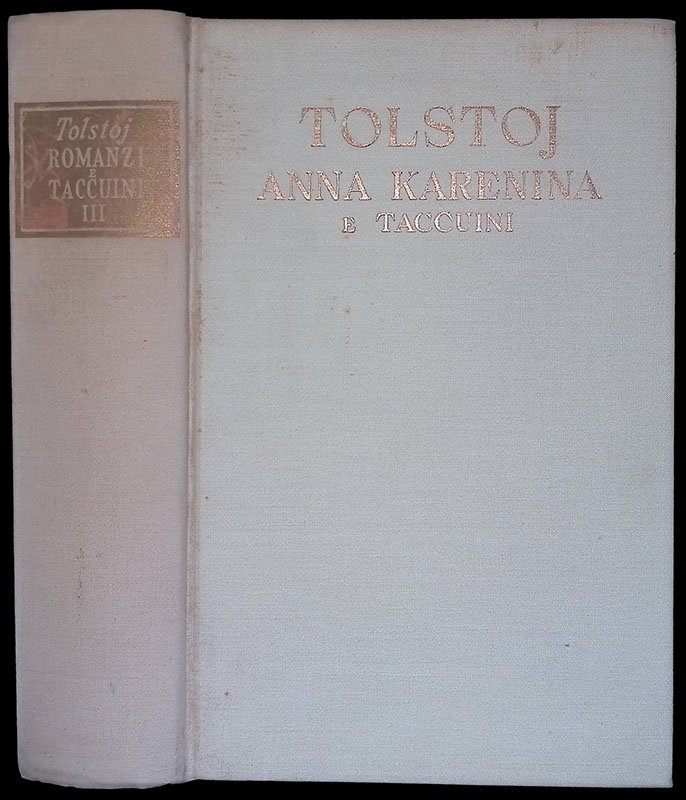 Tolstoj
ROMANZI
E
TACCUINI
III
TOLSTOJ
ANNA KARENINA
E TACCUINI